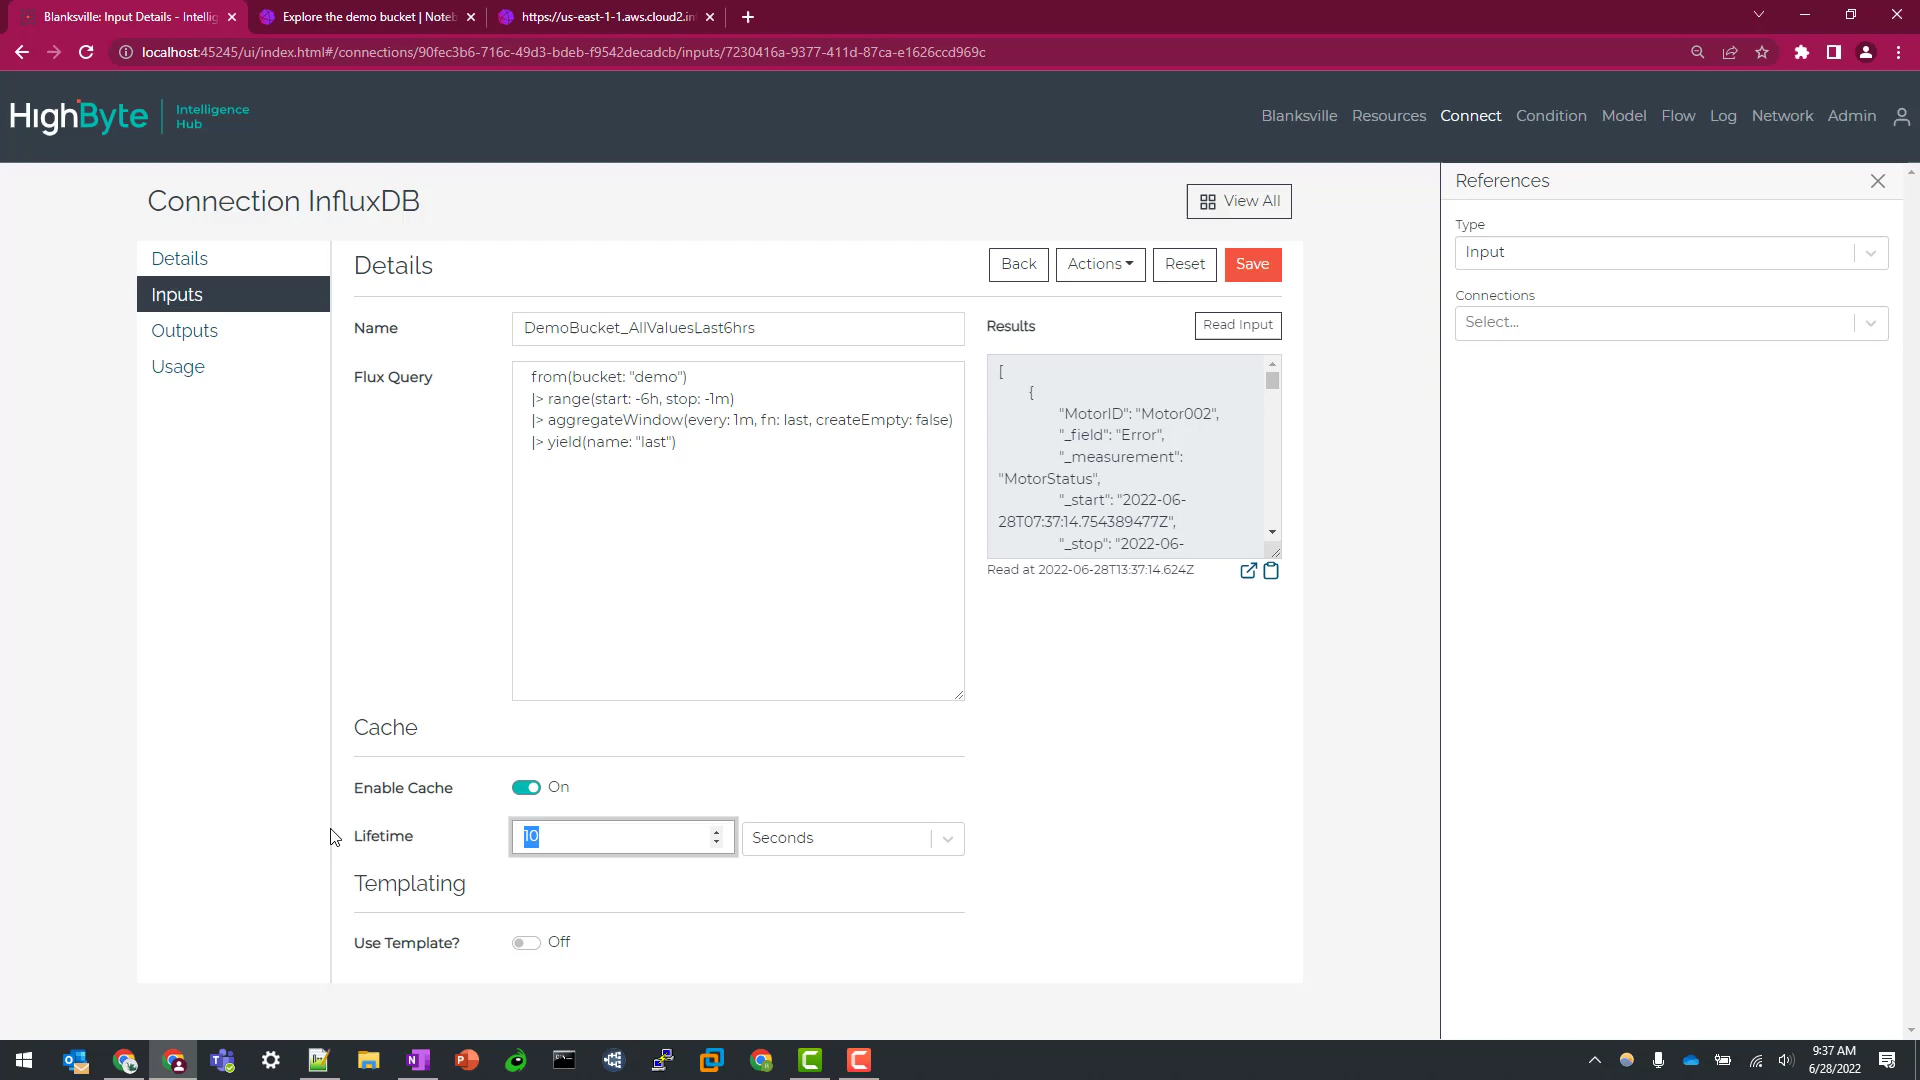 Blanksville: Input Details - Intellig
Explore the demo bucket | Noteb
https://us-east-1-1.aws.cloud2.in
localhost:45245/ui/index.html#/connections/90fec3b6-716c-49d3-bdeb-f9542decadcb/inputs/7230416a-9377-411d-87ca-e1626ccd969c
HighByte
Intelligence
Hub
Blanksville Resources Connect Condition Model Flow Log Network Admin
Connection InfluxDB
View All
References
Type
Input
Connections
Select...
Details
Inputs
Outputs
Usage
Details
Back
Actions
Reset
Save
Name
DemoBucket_AllValuesLast6hrs
Flux Query
from(bucket: "demo")
|> range(start: -6h, stop: -1m)
|> aggregateWindow(every: 1m, fn: last, createEmpty: false)
|> yield(name: "last")
Results
Read Input
[
{
"MotorID": "Motor002",
"_field": "Error",
"_measurement":
"MotorStatus",
"_start": "2022-06-
28T07:37:14.754389477Z",
"_stop": "2022-06-
Read at 2022-06-28T13:37:14.624Z
Cache
Enable Cache
On
Lifetime
10
Seconds
Templating
Use Template?
Off
9:37 AM
6/28/2022